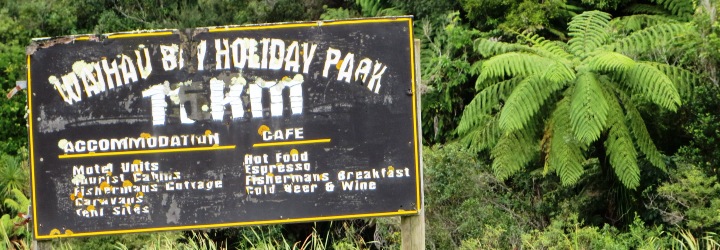 WAIHAU BAY HOLIDAY PARK
KM
ACCOMMODATION
Motel Units
Tourist Cabins
Fishermans Cottage
Caravans
Tent Sites
CAFE
Hot Food
Espresso
Fishermans Breakfast
Cold Beer & Wine